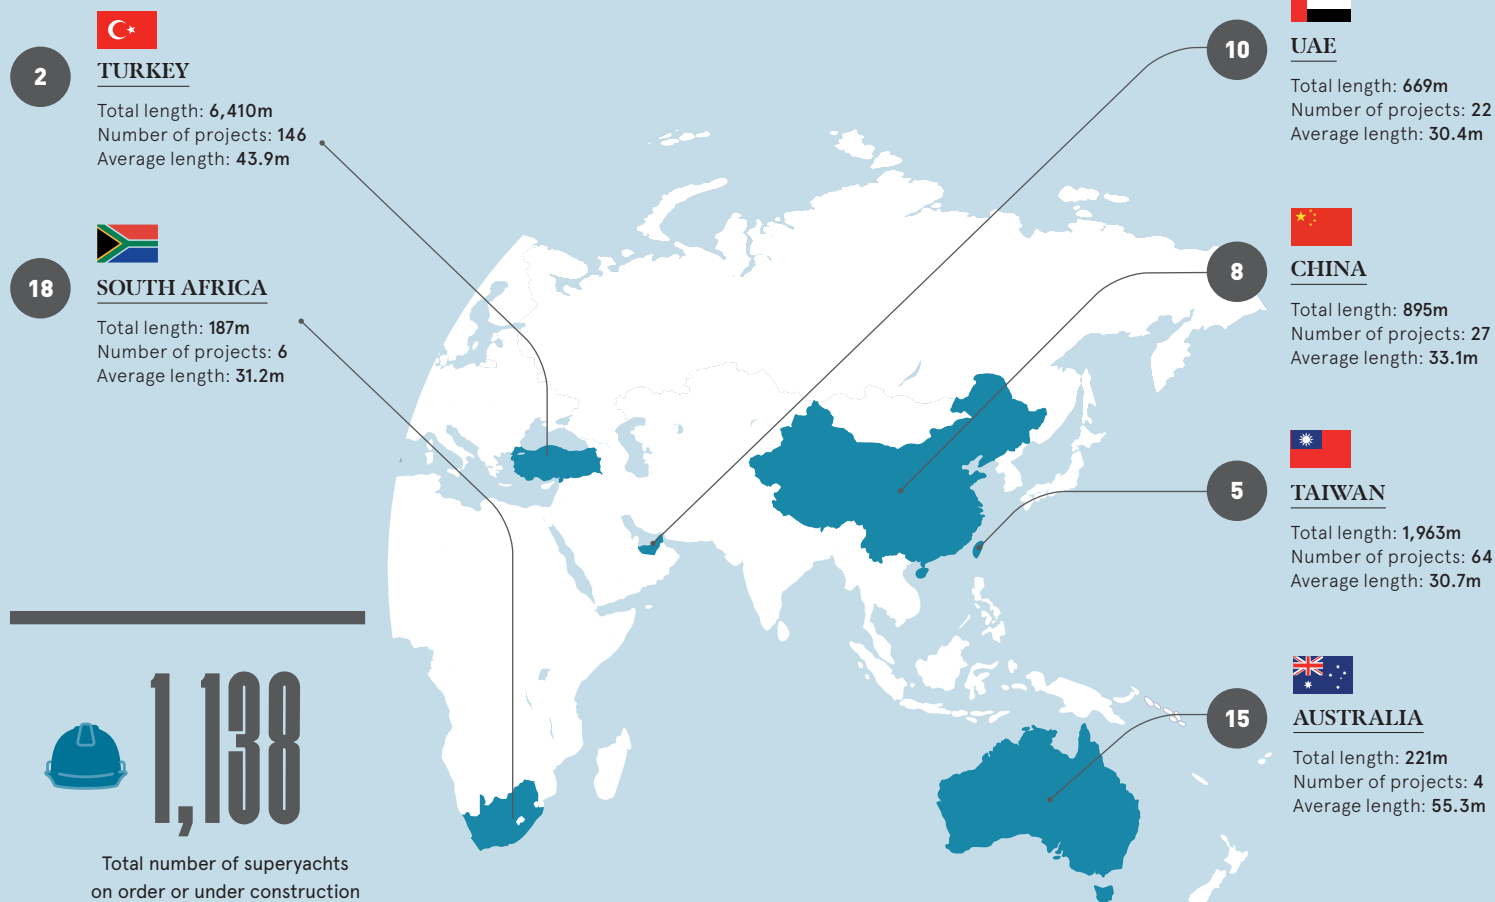 2
TURKEY
Total length: 6,410m
Number of projects: 146
Average length: 43.9m
18
SOUTH AFRICA
Total length: 187m
Number of projects: 6
Average length: 31.2m
1,138
Total number of superyachts
on order or under construction
10
UAE
Total length: 669m
Number of projects: 22
Average length: 30.4m
8
CHINA
Total length: 895m
Number of projects: 27
Average length: 33.1m
5
TAIWAN
Total length: 1,963m
Number of projects: 64
Average length: 30.7m
15
AUSTRALIA
Total length: 221m
Number of projects: 4
Average length: 55.3m